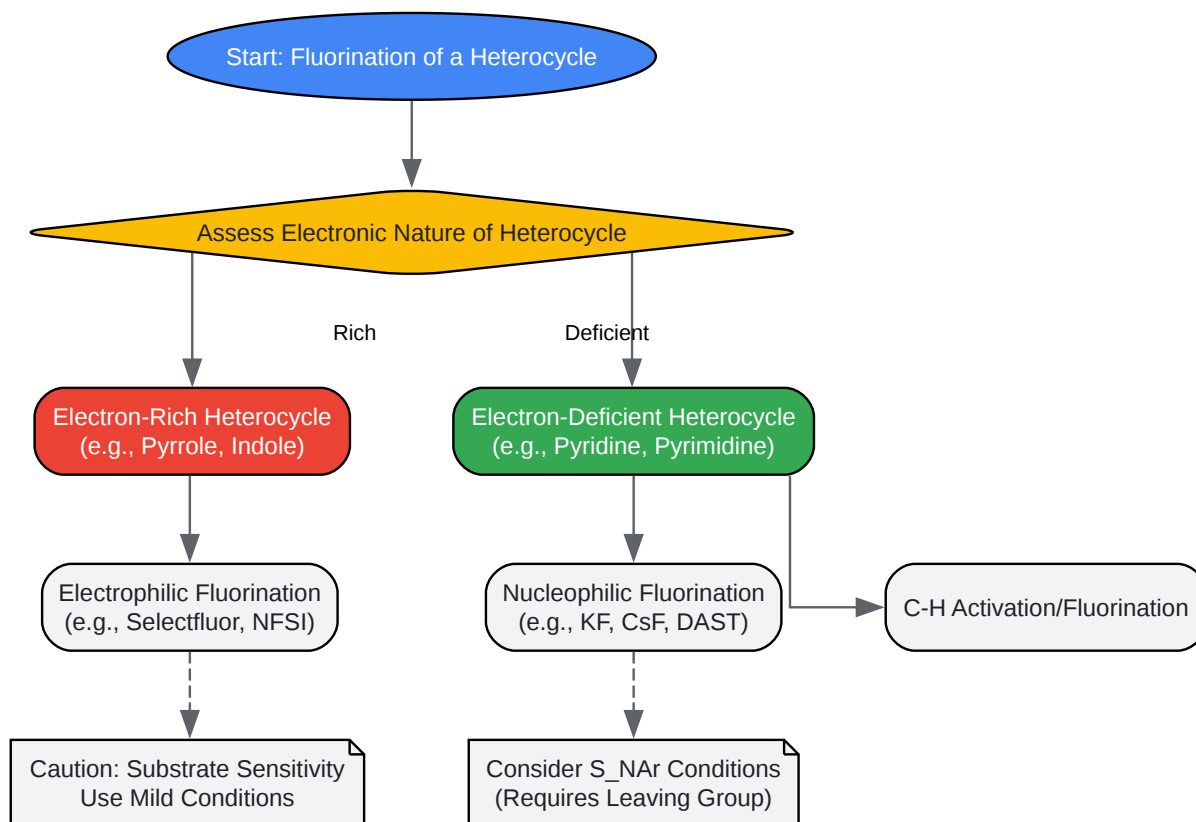 Start: Fluorination of a Heterocycle
Assess Electronic Nature of Heterocycle
Rich
Deficient
Electron-Rich Heterocycle
(e.g., Pyrrole, Indole)
Electron-Deficient Heterocycle
(e.g., Pyridine, Pyrimidine)
Electrophilic Fluorination
(e.g., Selectfluor, NFSI)
Nucleophilic Fluorination
(e.g., KF, CsF, DAST)
C-H Activation/Fluorination
Caution: Substrate Sensitivity
Use Mild Conditions
Consider S_NAr Conditions
(Requires Leaving Group)